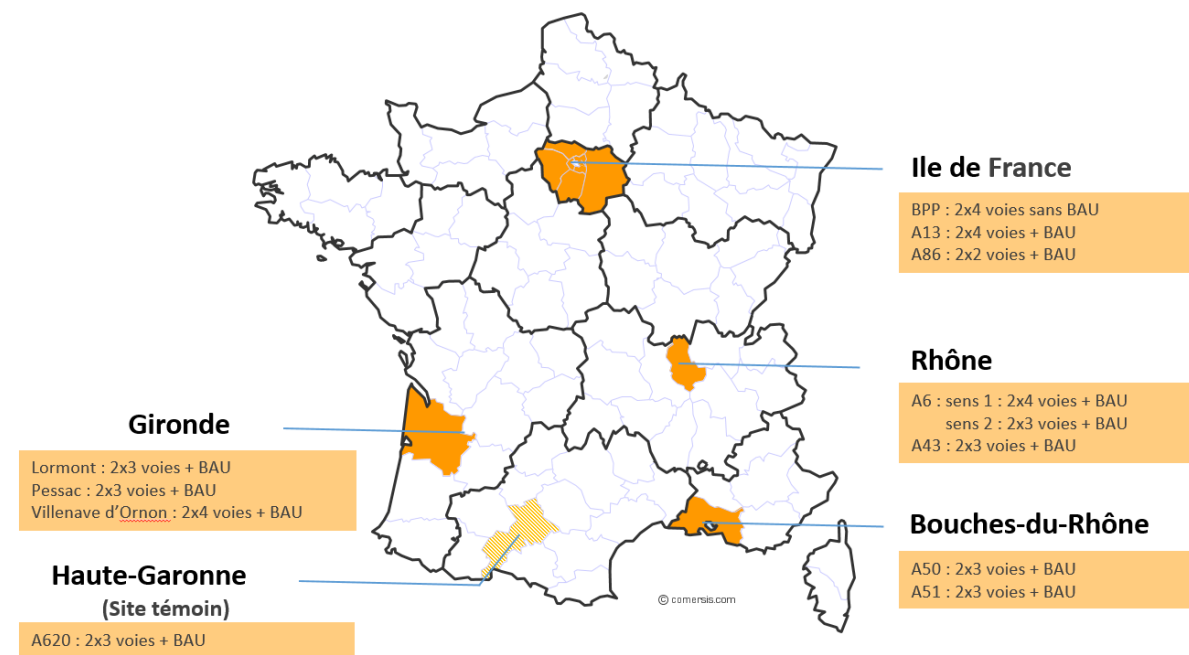 Ile de France
BPP : 2x4 voies sans BAU
A13 : 2x4 voies + BAU
A86 : 2x2 voies + BAU
Rhône
A6 : sens 1 : 2x4 voies + BAU
sens 2 : 2x3 voies + BAU
A43 : 2x3 voies + BAU
Gironde
Lormont : 2x3 voies + BAU
Pessac : 2x3 voies + BAU
Villenave d’Ornon : 2x4 voies + BAU
Bouches-du-Rhône
A50 : 2x3 voies + BAU
A51 : 2x3 voies + BAU
Haute-Garonne
(Site témoin)
A620 : 2x3 voies + BAU
© comersis.com